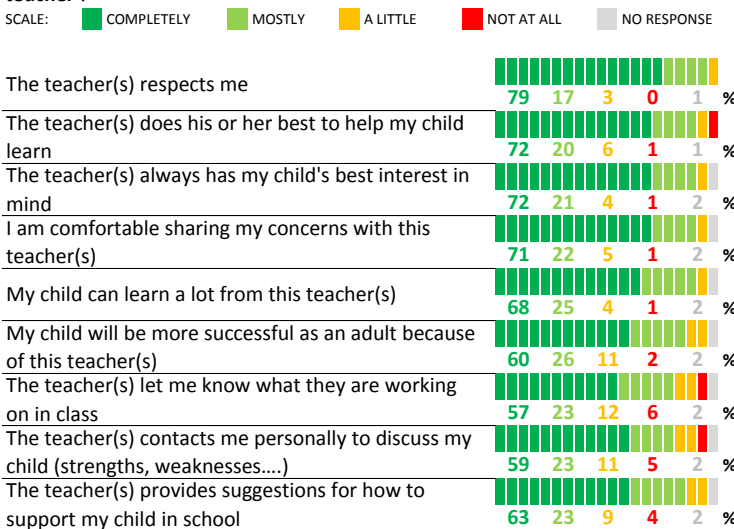 SCALE: COMPLETELY MOSTLY A LITTLE NOT AT ALL NO RESPONSE
The teacher(s) respects me
79 17 3 0 1 %
The teacher(s) does his or her best to help my child
learn
72 20 6 1 1 %
The teacher(s) always has my child's best interest in
mind
72 21 4 1 2 %
I am comfortable sharing my concerns with this
teacher(s)
71 22 5 1 2 %
My child can learn a lot from this teacher(s)
68 25 4 1 2 %
My child will be more successful as an adult because
of this teacher(s)
60 26 11 2 2 %
The teacher(s) let me know what they are working
on in class
57 23 12 6 2 %
The teacher(s) contacts me personally to discuss my
child (strengths, weaknesses....)
59 23 11 5 2 %
The teacher(s) provides suggestions for how to
support my child in school
63 23 9 4 2 %